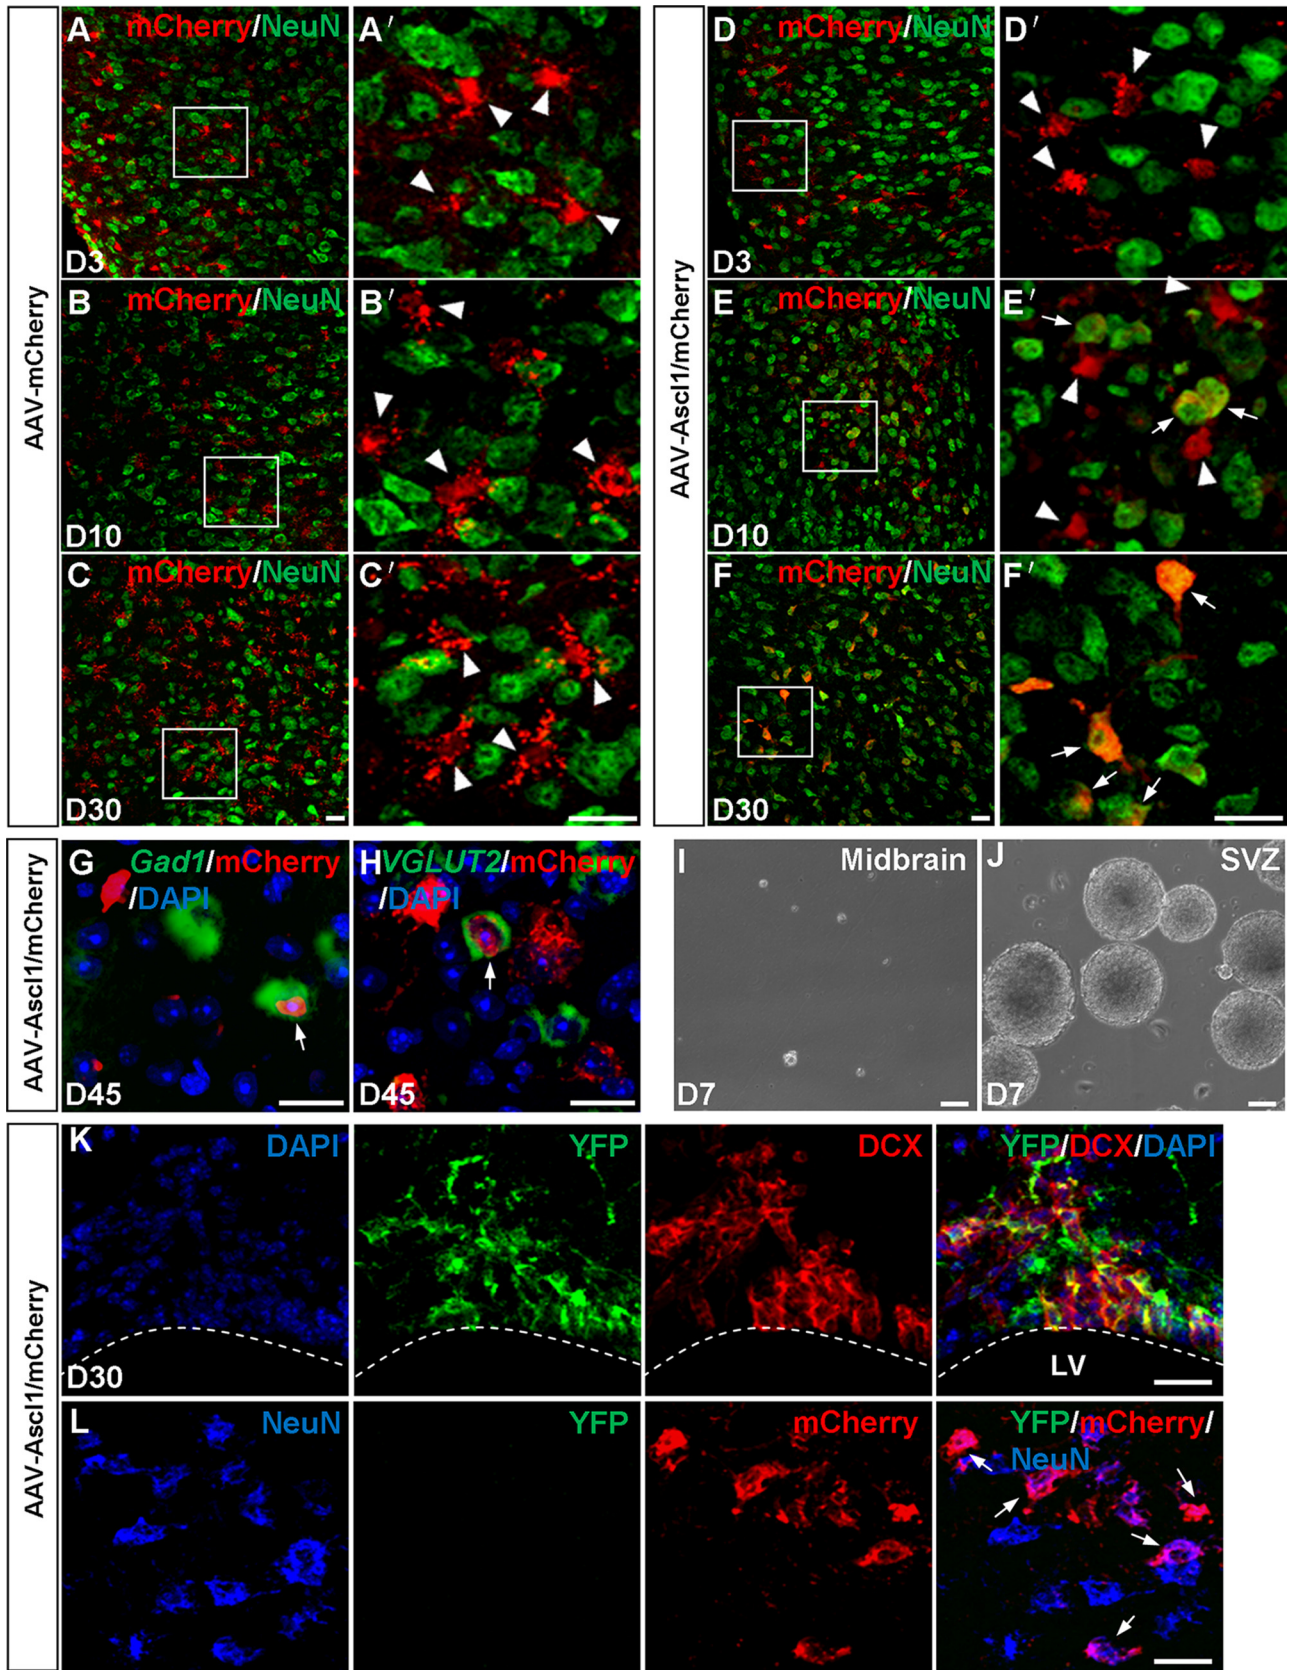 AAV-mCherry
A mCherry/NeuN
D3
A′
B mCherry/NeuN
D10
B′
C mCherry/NeuN
D30
C′
AAV-Ascl1/mCherry
D mCherry/NeuN
D3
D′
E mCherry/NeuN
D10
E′
F mCherry/NeuN
D30
F′
AAV-Ascl1/mCherry
G Gad1/mCherry
/DAPI
D45
H VGLUT2/mCherry
/DAPI
D45
I Midbrain
D7
J SVZ
D7
AAV-Ascl1/mCherry
K DAPI
D30
YFP
DCX
YFP/DCX/DAPI
LV
L NeuN
YFP
mCherry
YFP/mCherry/
NeuN